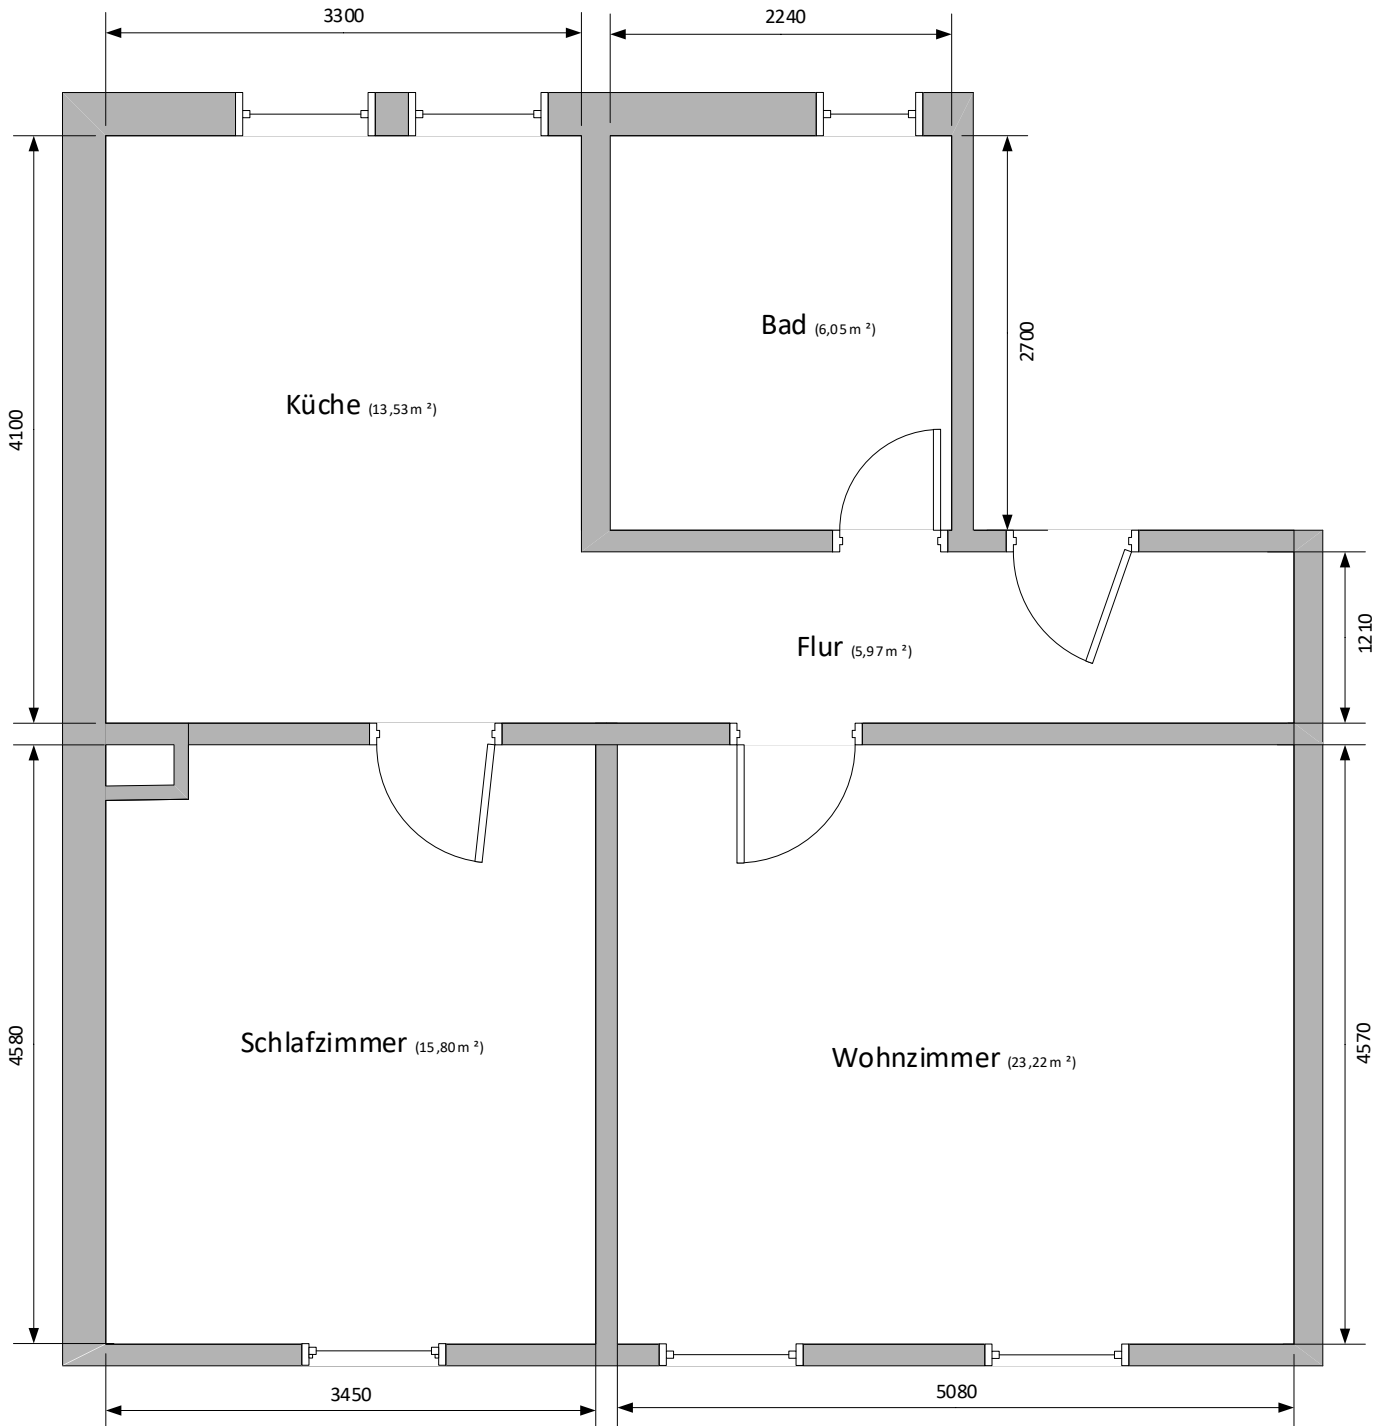 3300
2240
2700
Bad (6,05 m ²)
Küche (13,53 m ²)
4100
Flur (5,97 m ²)
1210
Schlafzimmer (15,80 m ²)
Wohnzimmer (23,22 m ²)
4580
4570
3450
5080